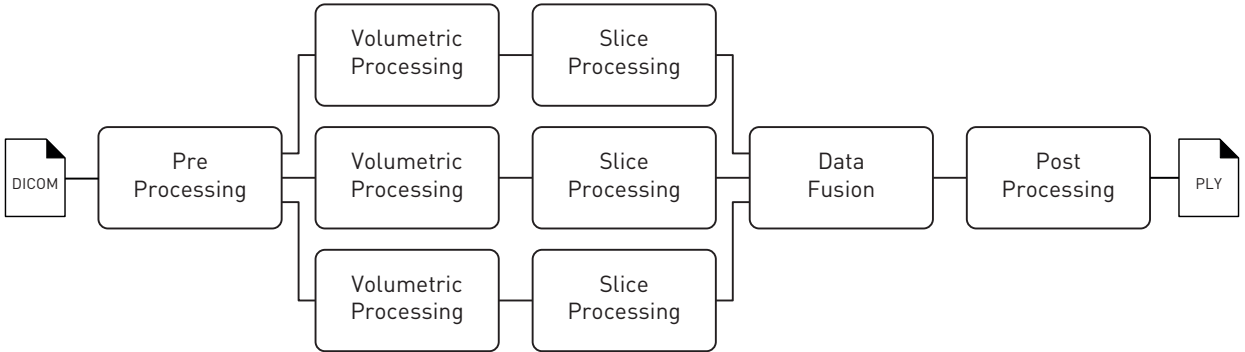 Volumetric
Processing
Slice
Processing
DICOM
Pre
Processing
Volumetric
Processing
Slice
Processing
Data
Fusion
Post
Processing
PLY
Volumetric
Processing
Slice
Processing